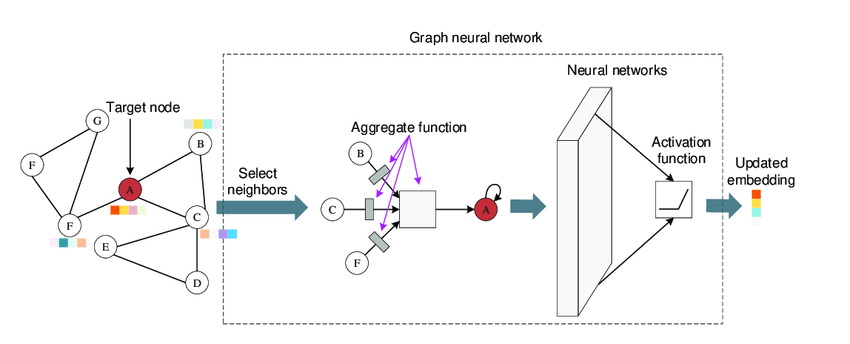 Graph neural network
Neural networks
Target node
G
B
Aggregate function
Activation
function
F
B
Select
neighbors
Updated
embedding
A
C
A
F
C
E
F
D